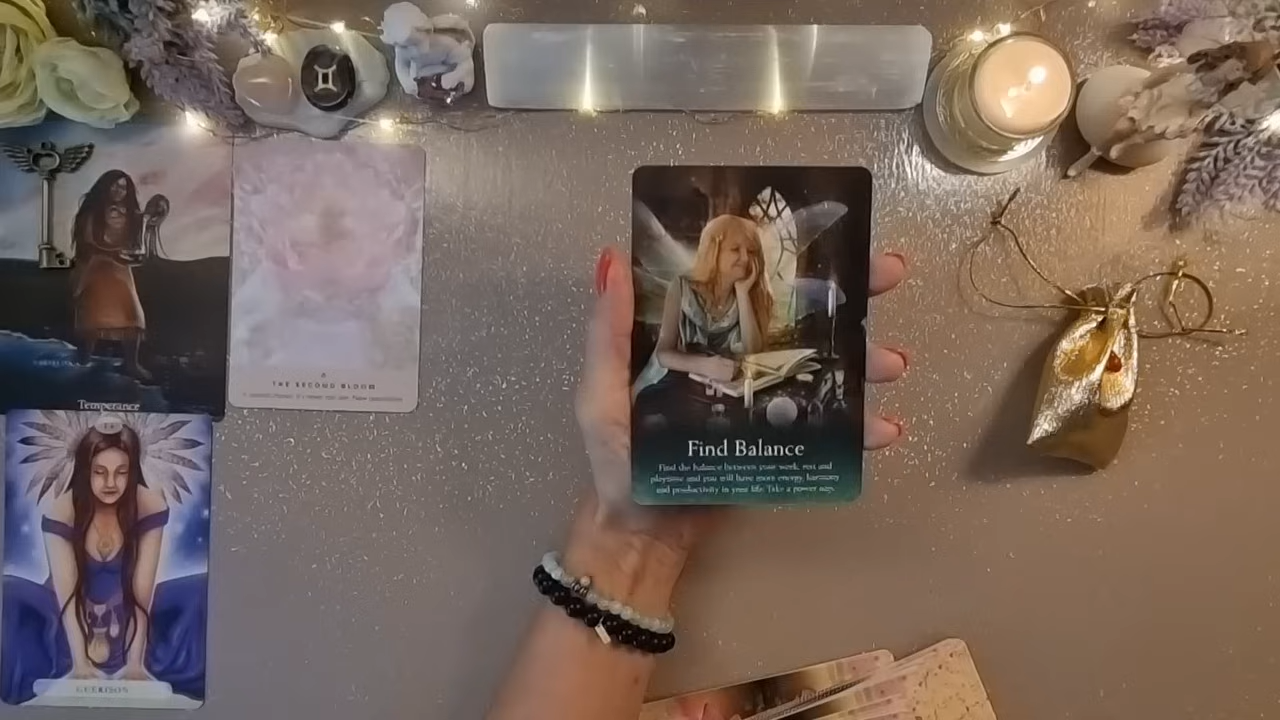 Temperance
THE SECOND BLOOM
GUERISON
Find Balance
Find the balance between your work, rest and
playtime and you will have more energy, harmony
and productivity in your life. Take a power nap.